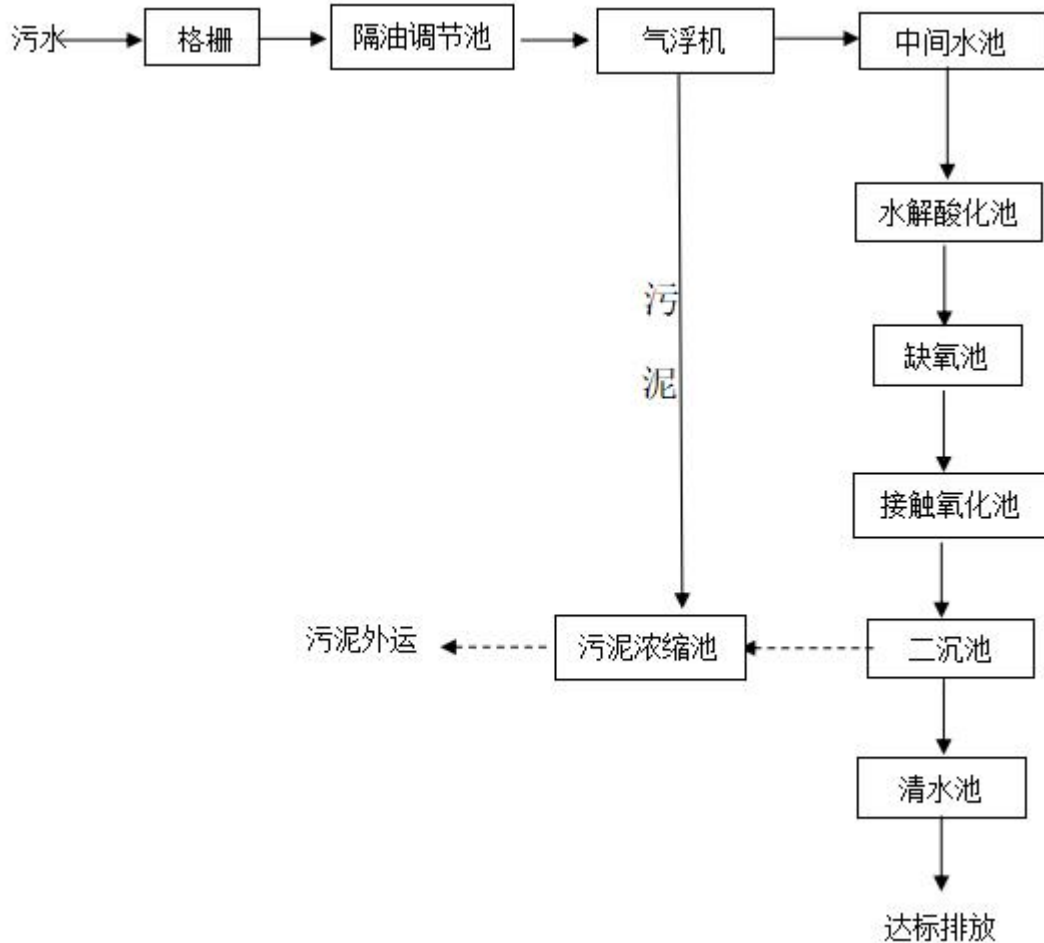 污水
格栅
隔油调节池
气浮机
中间水池
水解酸化池
污
泥
缺氧池
接触氧化池
污泥外运
污泥浓缩池
二沉池
清水池
达标排放